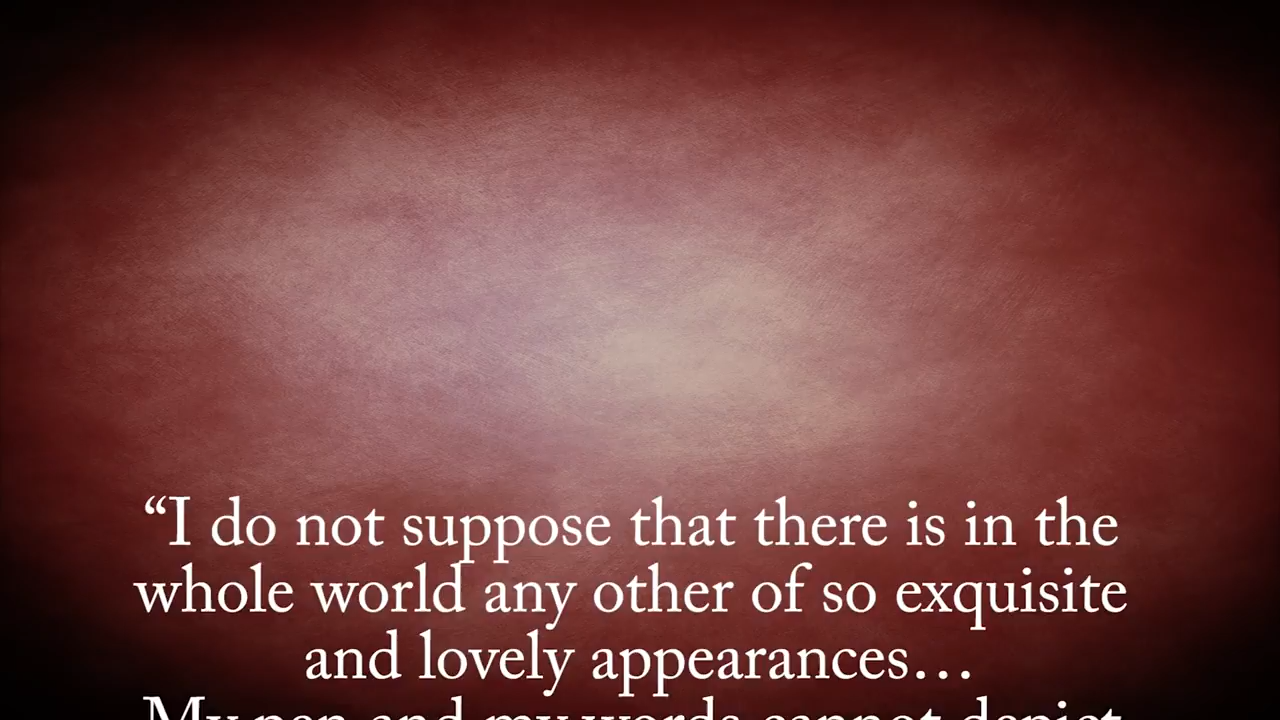 “I do not suppose that there is in the
whole world any other of so exquisite
and lovely appearances…
My pen and my words cannot depict